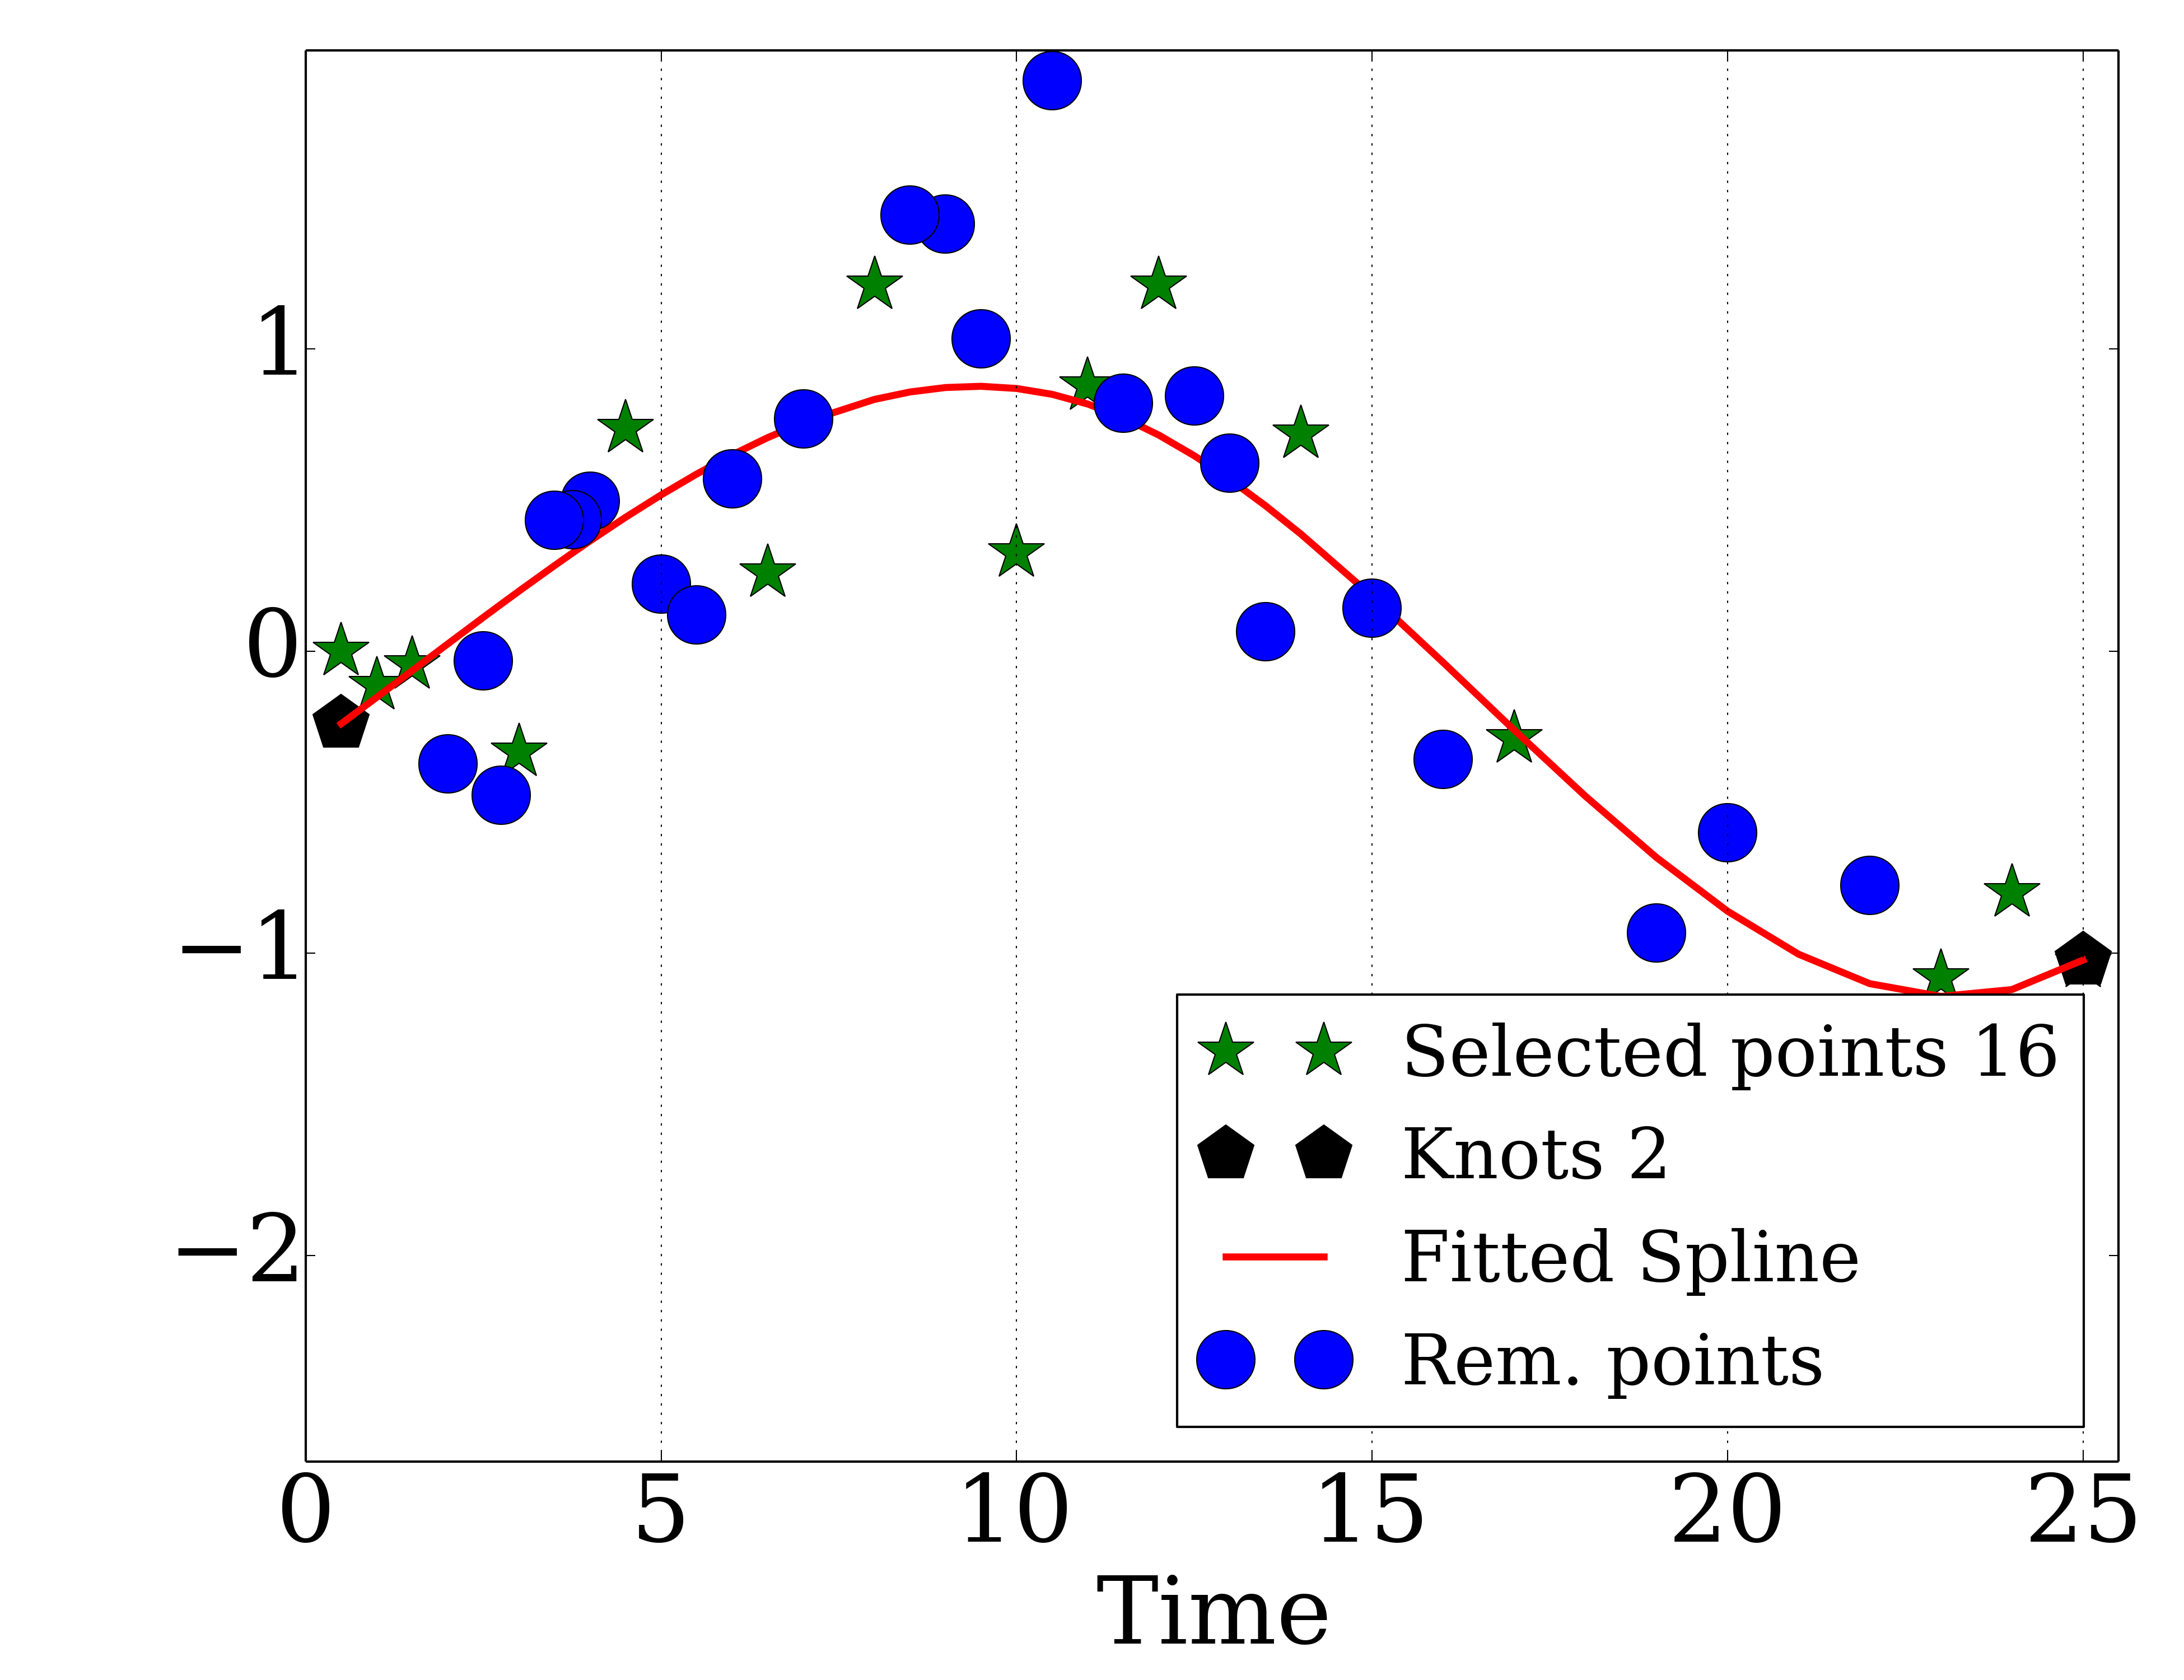 1
0
−1
−2
Selected points 16
Knots 2
Fitted Spline
Rem. points
0 5 10 15 20 25
Time